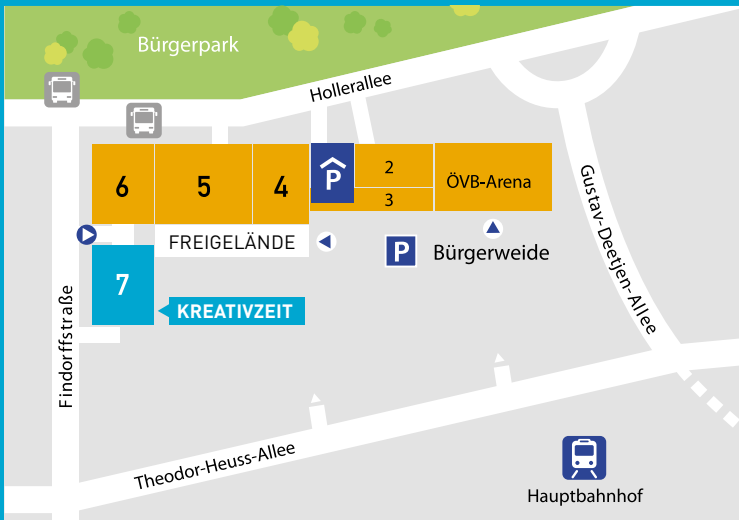 Bürgerpark
Hollerallee
6
5
4
P
2
3
ÖVB-Arena
Gustav-Deetjen-Allee
FREIGELÄNDE
P
Bürgerweide
7
KREATIVZEIT
Findorffstraße
Theodor-Heuss-Allee
Hauptbahnhof